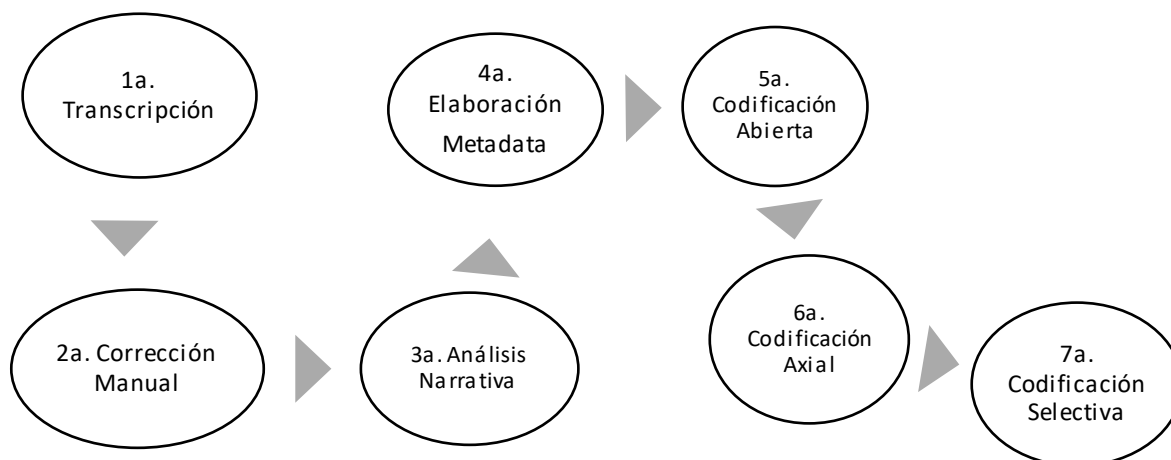 1a.
Transcripción
2a. Corrección
Manual
3a. Análisis
Narrativa
4a.
Elaboración
Metadata
5a.
Codificación
Abierta
6a.
Codificación
Axial
7a.
Codificación
Selectiva